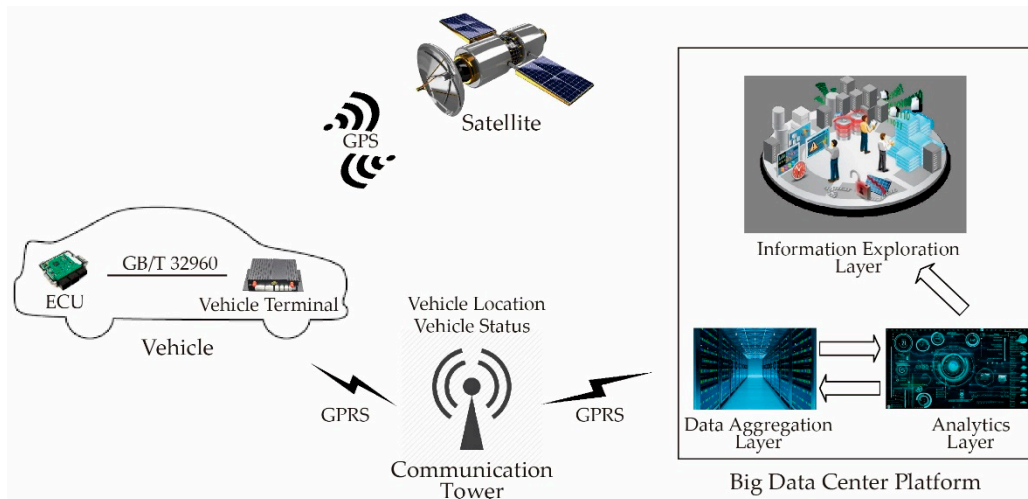 Satellite
GPS
GB/T 32960
ECU
Vehicle Terminal
Vehicle
Vehicle Location
Vehicle Status
GPRS
GPRS
Communication
Tower
Information Exploration
Layer
Data Aggregation
Layer
Analytics
Layer
Big Data Center Platform